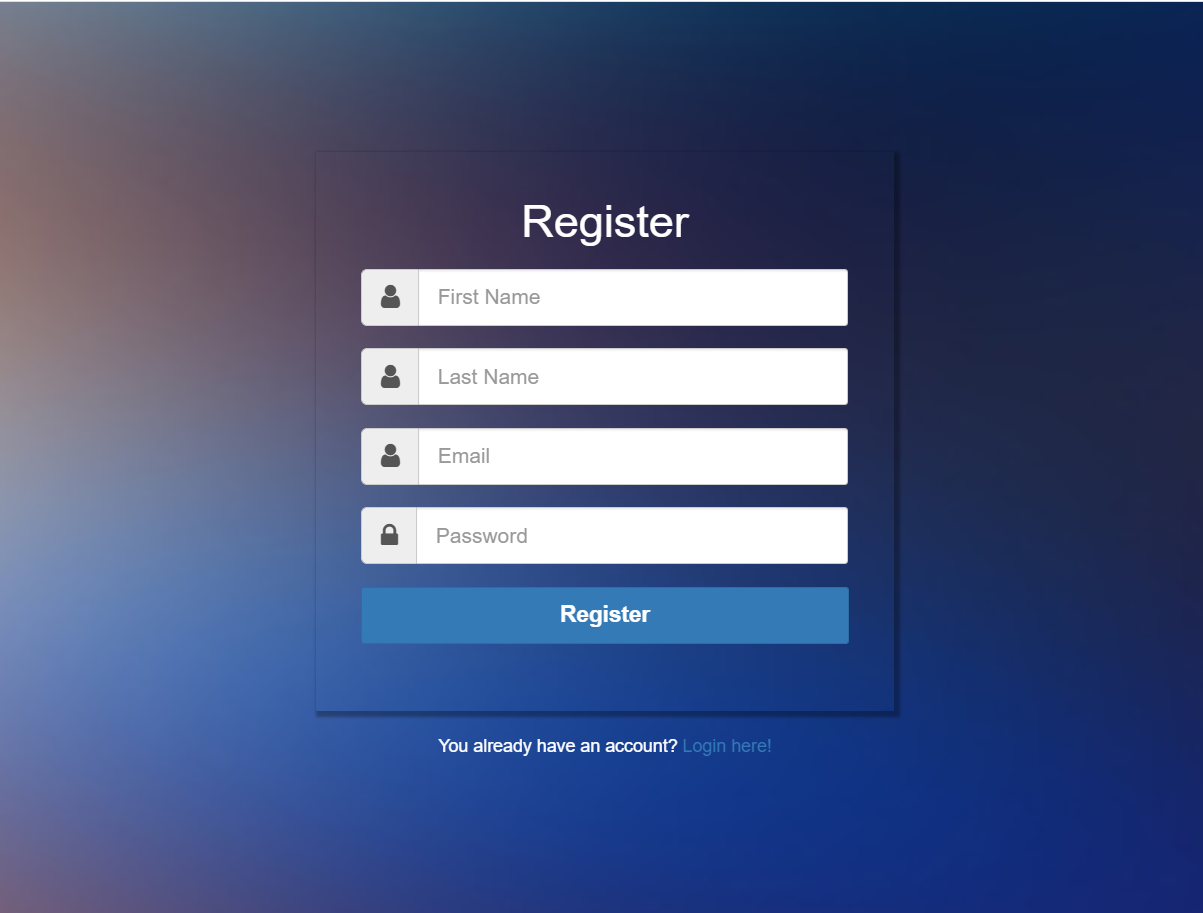 Register
First Name
Last Name
Email
Password
Register
You already have an account? Login here!